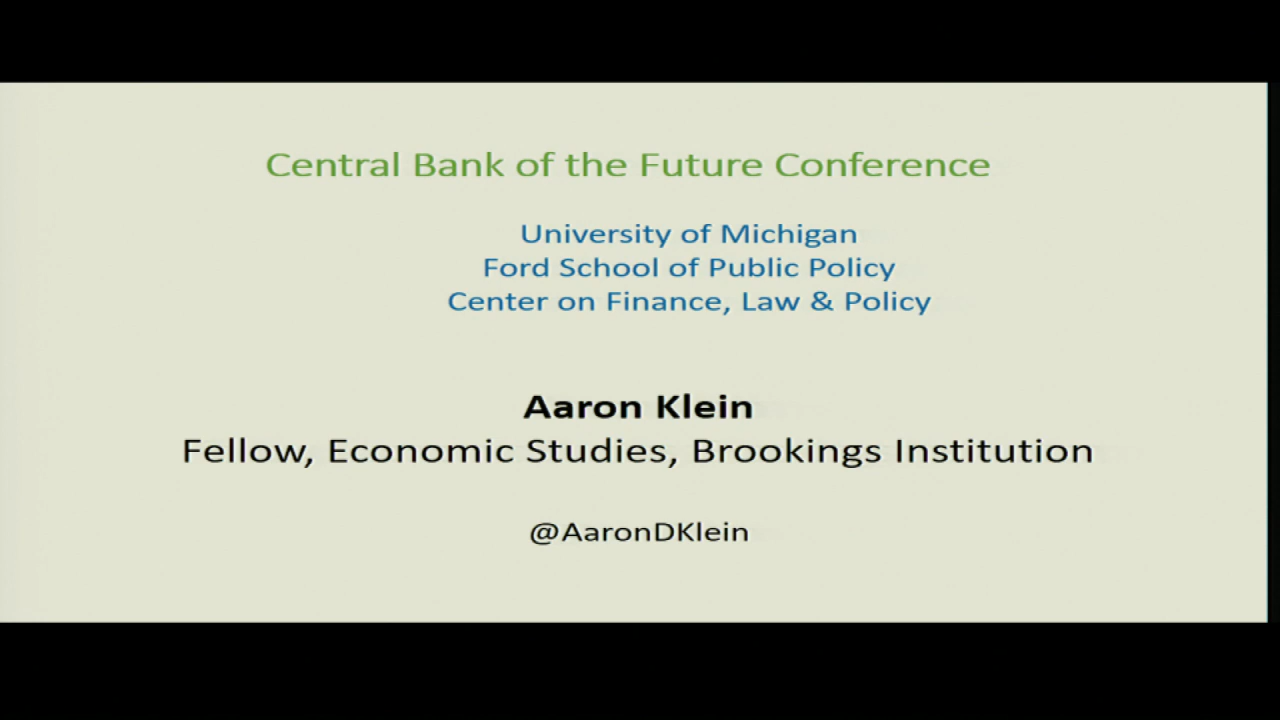 Central Bank of the Future Conference
University of Michigan
Ford School of Public Policy
Center on Finance, Law & Policy
Aaron Klein
Fellow, Economic Studies, Brookings Institution
@AaronDKlein